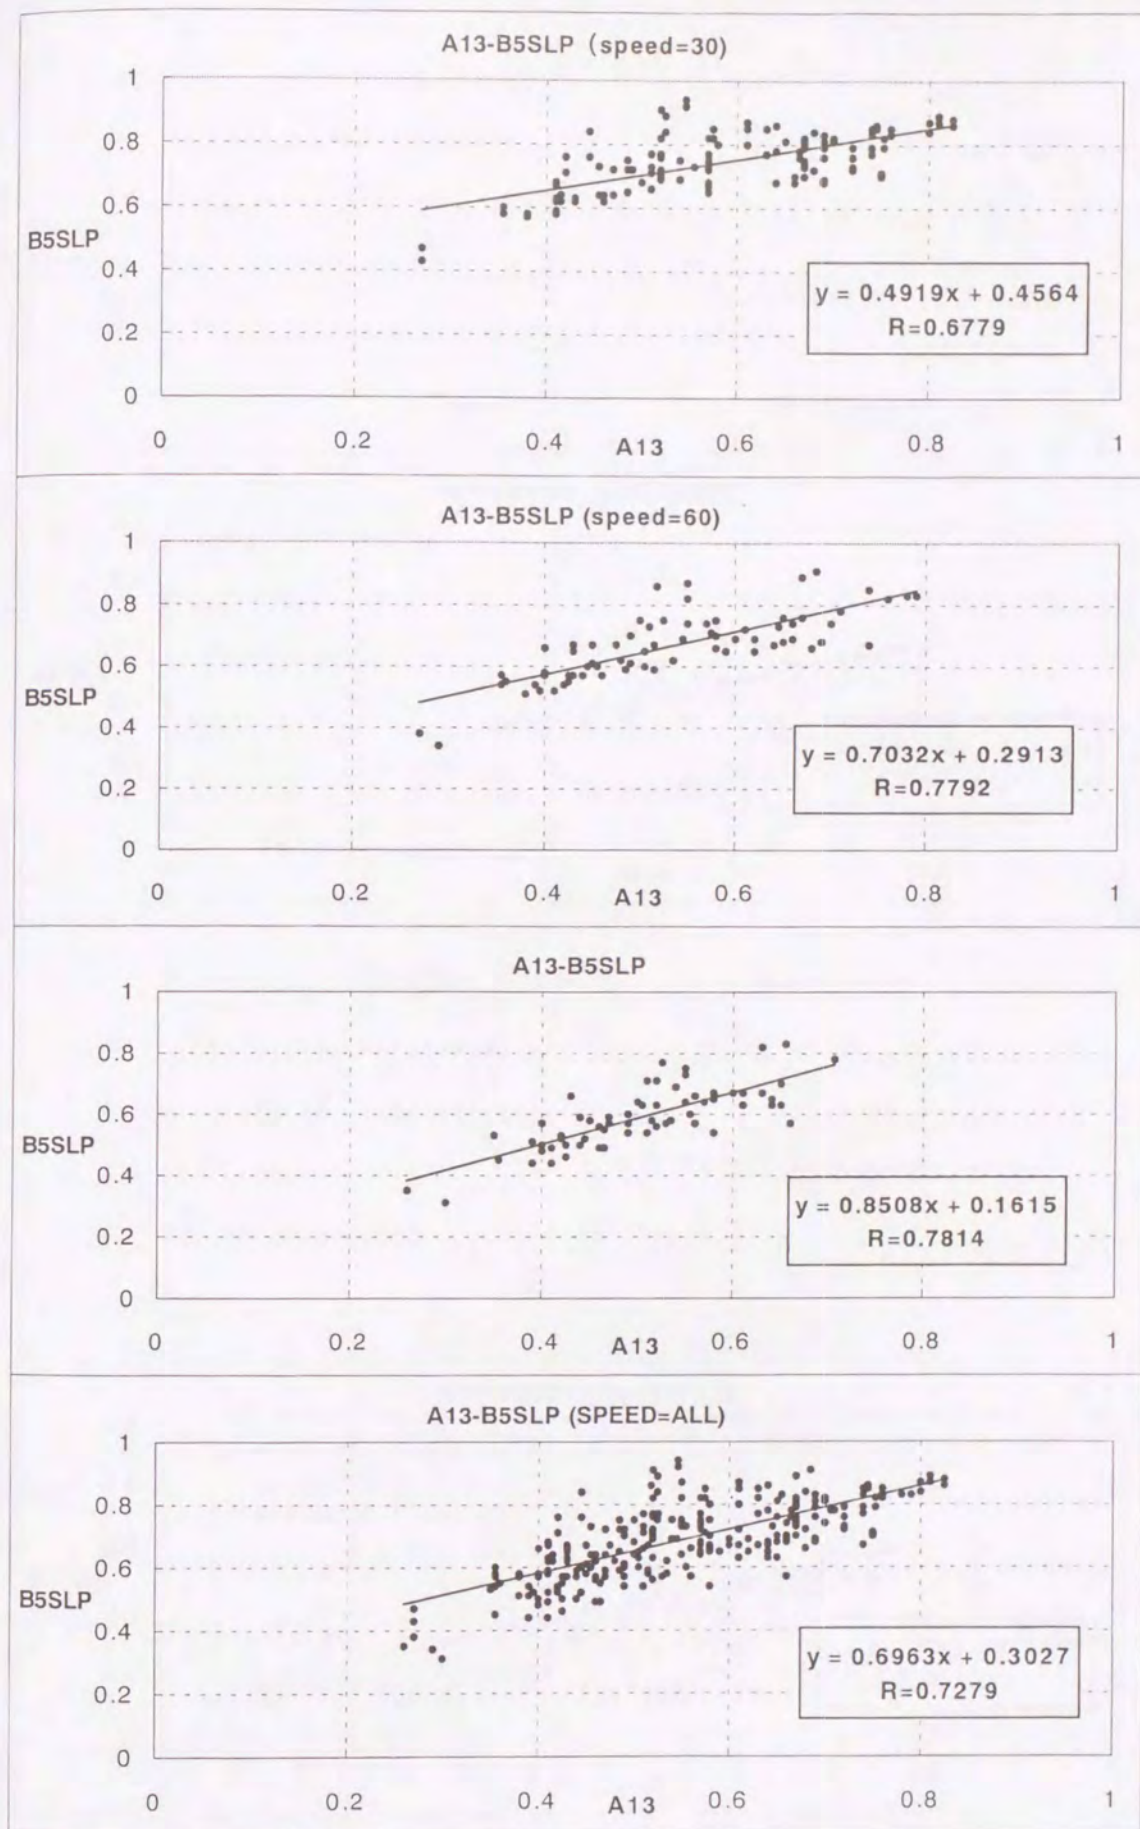 A13-B5SLP (speed=30)
1
0.8
0.6
B5SLP
0.4
y = 0.4919x + 0.4564
R=0.6779
0.2
0
0 0.2 0.4 A13 0.6 0.8 1
A13-B5SLP (speed=60)
1
0.8
0.6
B5SLP
0.4
y = 0.7032x + 0.2913
R=0.7792
0.2
0
0 0.2 0.4 A13 0.6 0.8 1
A13-B5SLP
1
0.8
0.6
B5SLP
0.4
y = 0.8508x + 0.1615
R=0.7814
0.2
0
0 0.2 0.4 A13 0.6 0.8 1
A13-B5SLP (SPEED=ALL)
1
0.8
0.6
B5SLP
0.4
y = 0.6963x + 0.3027
R=0.7279
0.2
0
0 0.2 0.4 A13 0.6 0.8 1